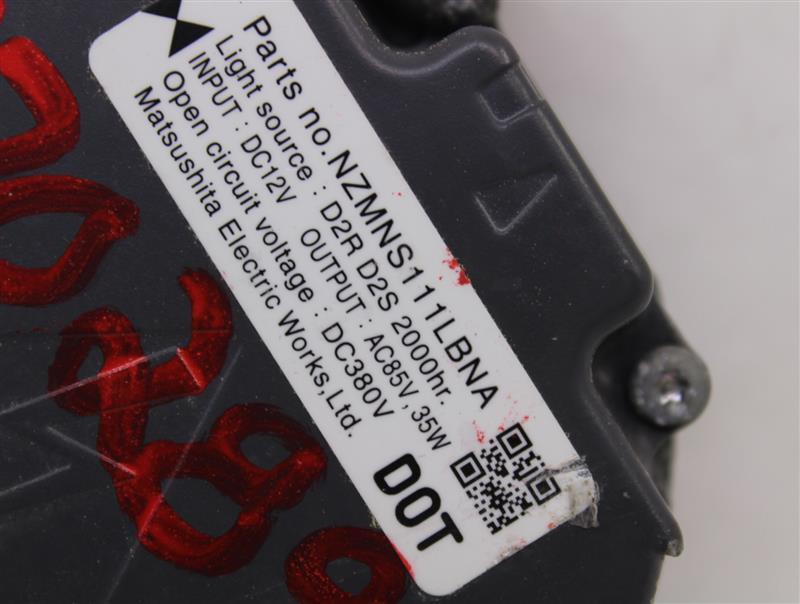 Parts no.NZMNS111LBNA
Light source : D2R D2S 2000hr.
INPUT : DC12V OUTPUT : AC85V, 35W
Open circuit voltage : DC380V
Matsushita Electric Works,Ltd.
DOT